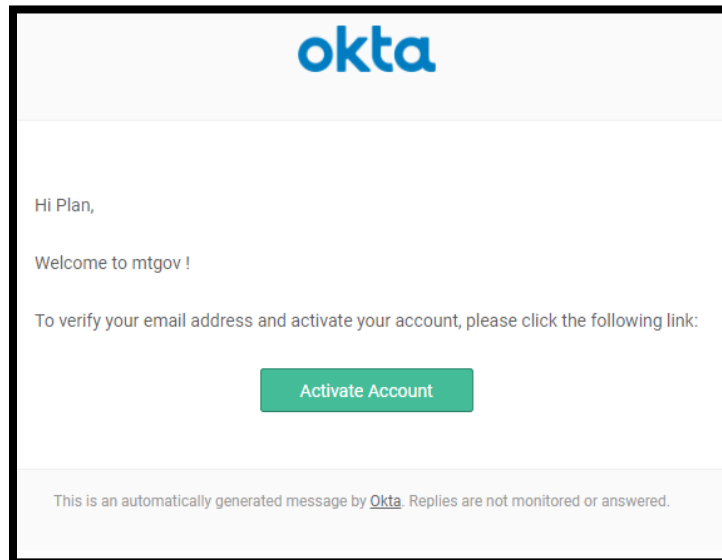 okta
Hi Plan,
Welcome to mtgov !
To verify your email address and activate your account, please click the following link:
Activate Account
This is an automatically generated message by Okta. Replies are not monitored or answered.